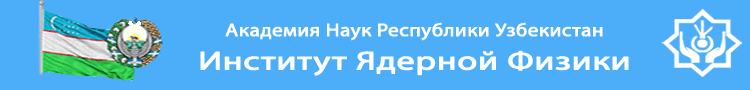 Академия Наук Республики Узбекистан
Институт Ядерной Физики